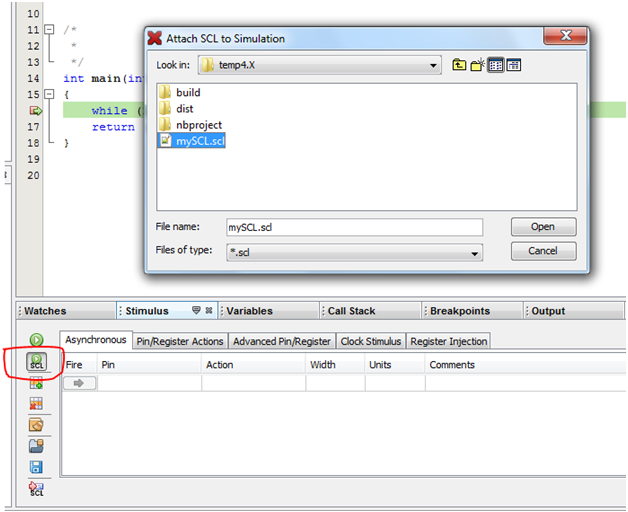 10
11 /*
12 *
13 */
14 int main(in
15 {
16 while (
17 return
18 }
19
20
Attach SCL to Simulation
Look in: temp4.X
build
dist
nbproject
mySCL.scl
File name: mySCL.scl Open
Files of type: *.scl Cancel
Watches Stimulus Variables Call Stack Breakpoints Output
Asynchronous Pin/Register Actions Advanced Pin/Register Clock Stimulus Register Injection
SCL
Fire Pin Action Width Units Comments
SCL